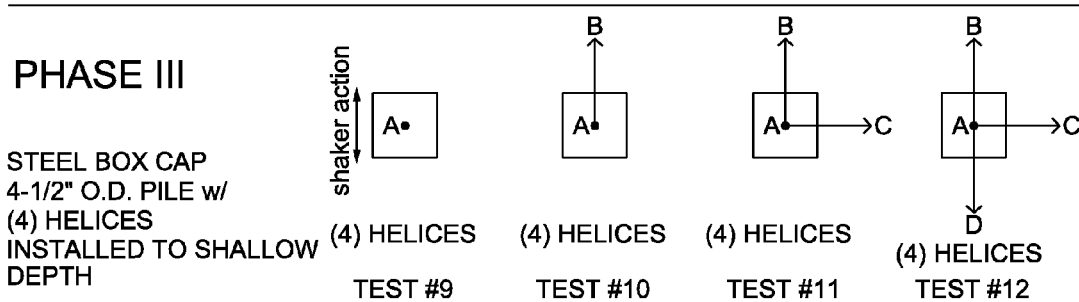 PHASE III
STEEL BOX CAP
4-1/2" O.D. PILE w/
(4) HELICES
INSTALLED TO SHALLOW
DEPTH
shaker action
A
(4) HELICES
TEST #9
B
A
(4) HELICES
TEST #10
B
A
C
(4) HELICES
TEST #11
B
A
C
D
(4) HELICES
TEST #12